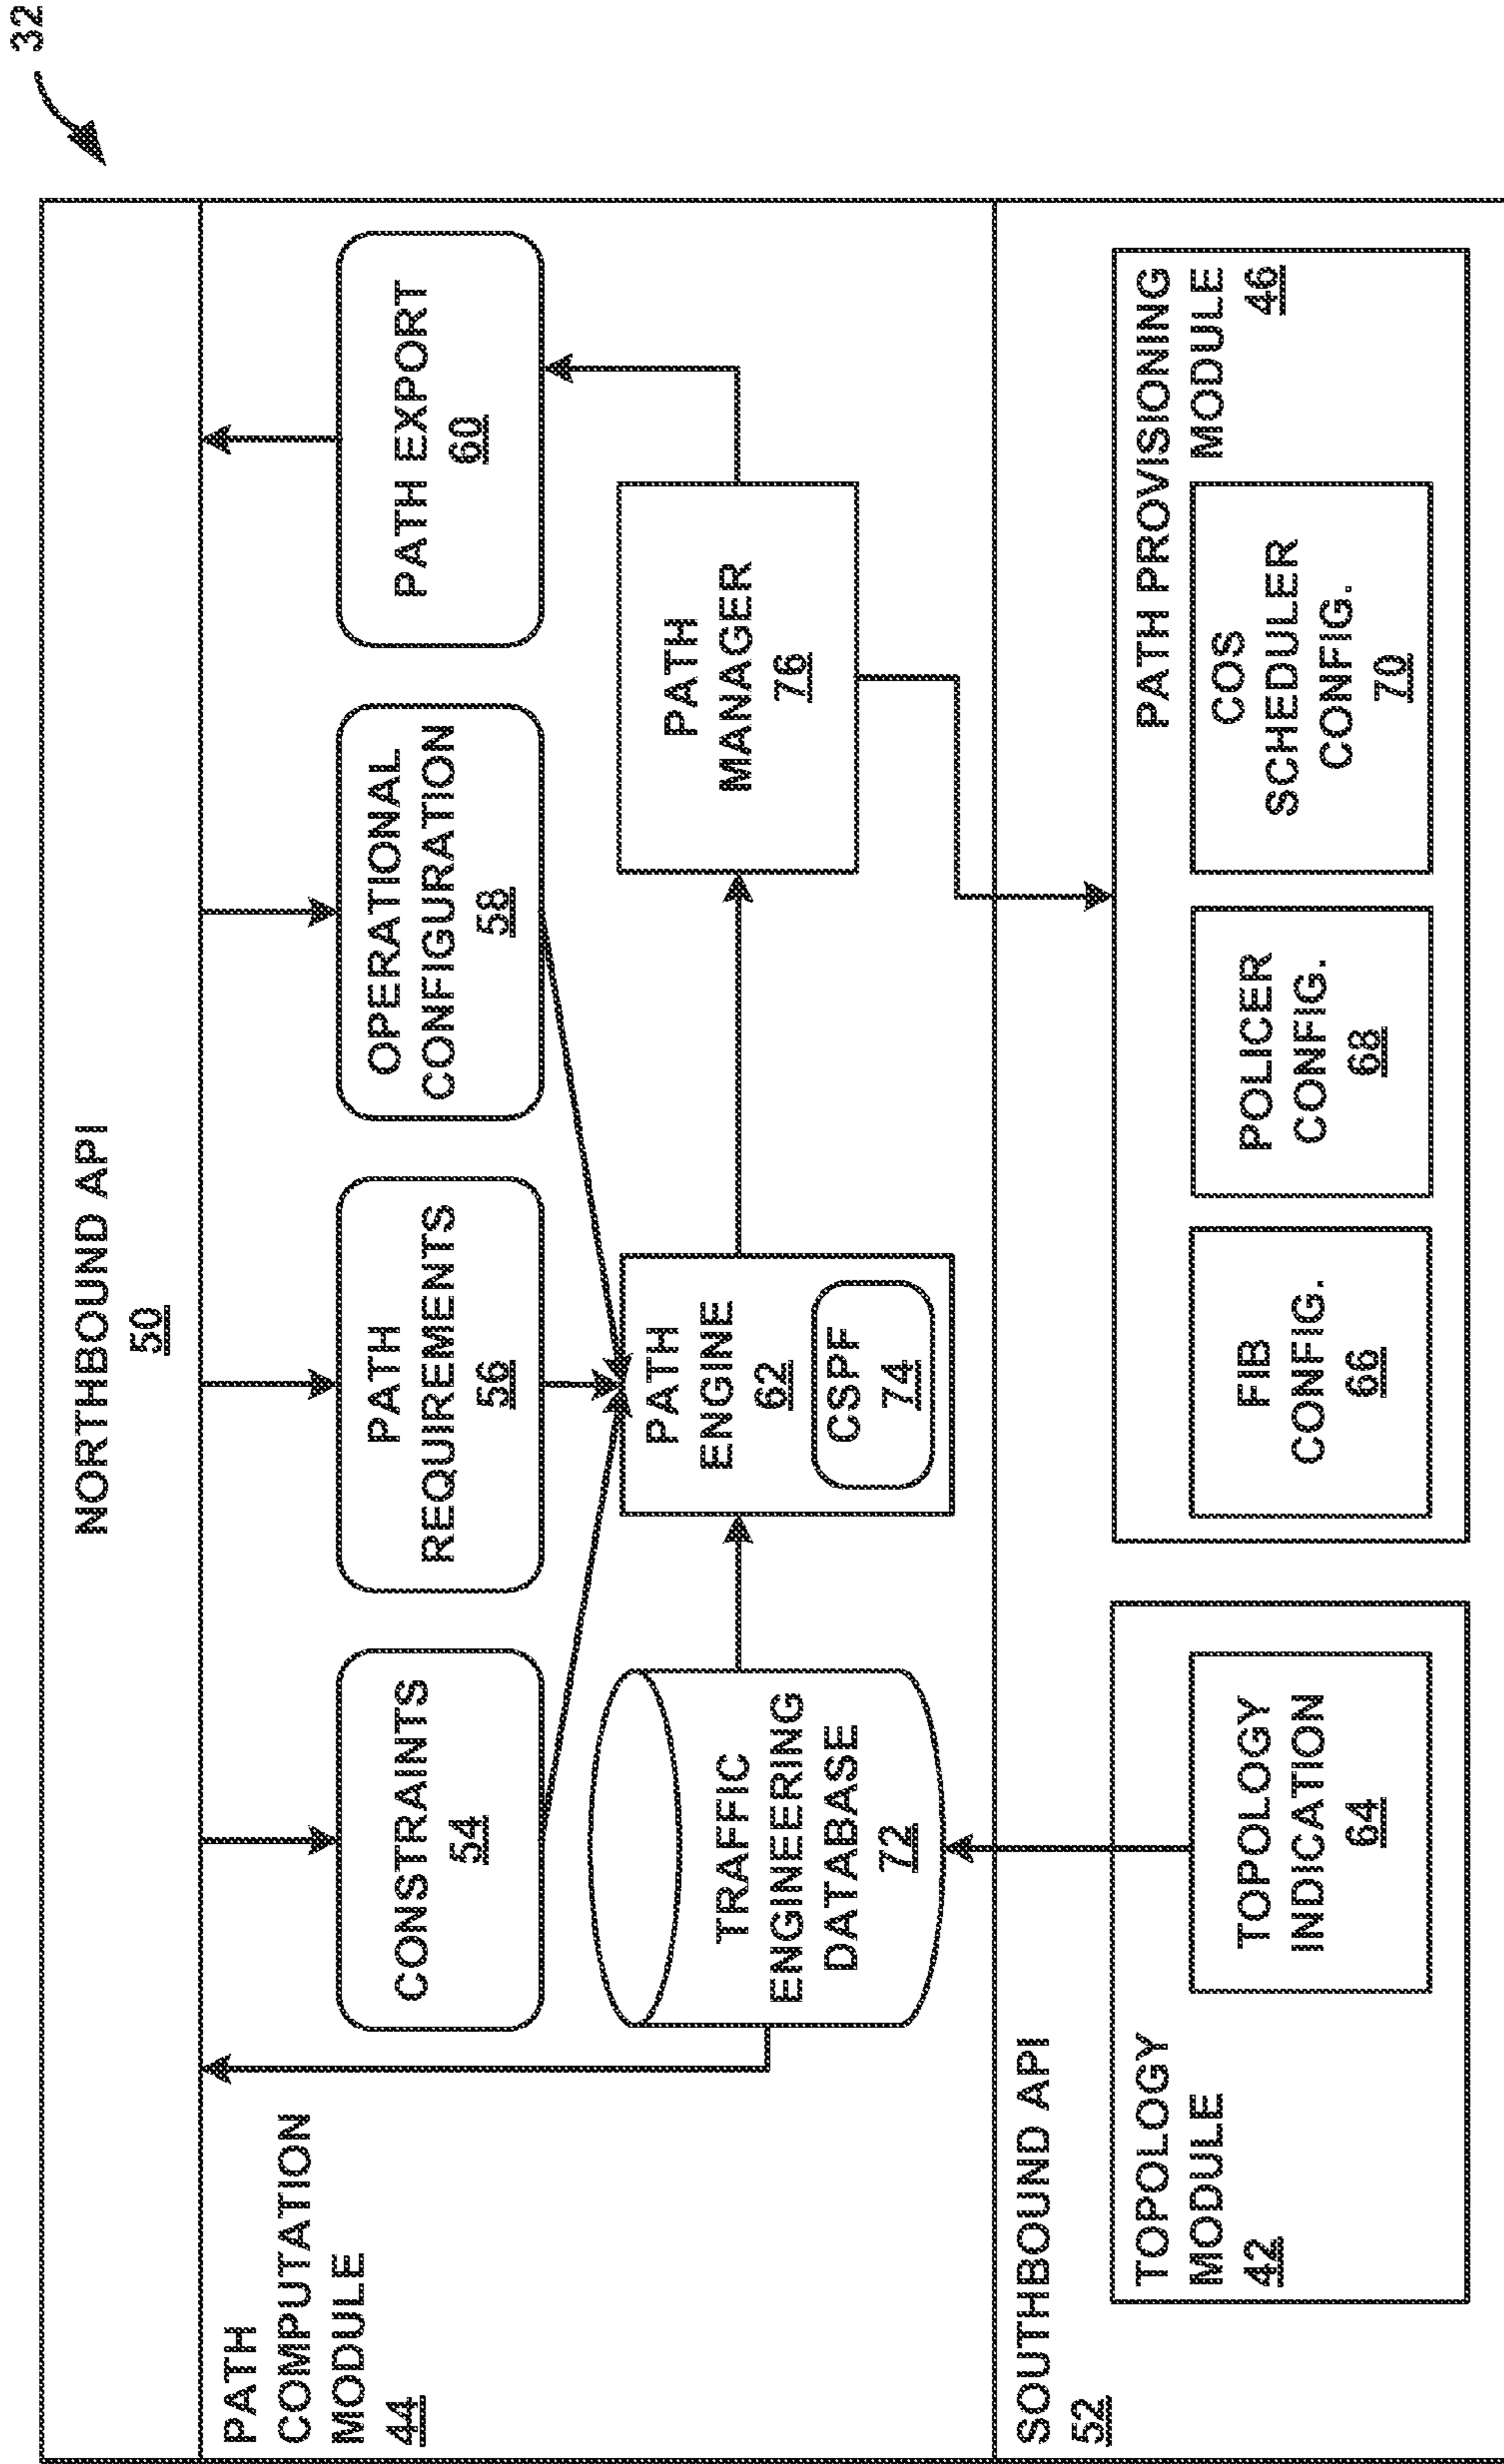 32
NORTHBOUND API
50
PATH
COMPUTATION
MODULE
44
CONSTRAINTS
54
PATH
REQUIREMENTS
56
OPERATIONAL
CONFIGURATION
58
PATH EXPORT
60
TRAFFIC
ENGINEERING
DATABASE
72
PATH
ENGINE
62
CSPF
74
PATH
MANAGER
76
SOUTHBOUND API
52
TOPOLOGY
MODULE
42
TOPOLOGY
INDICATION
64
PATH PROVISIONING
MODULE
46
FIB
CONFIG.
66
POLICER
CONFIG.
68
COS
SCHEDULER
CONFIG.
70